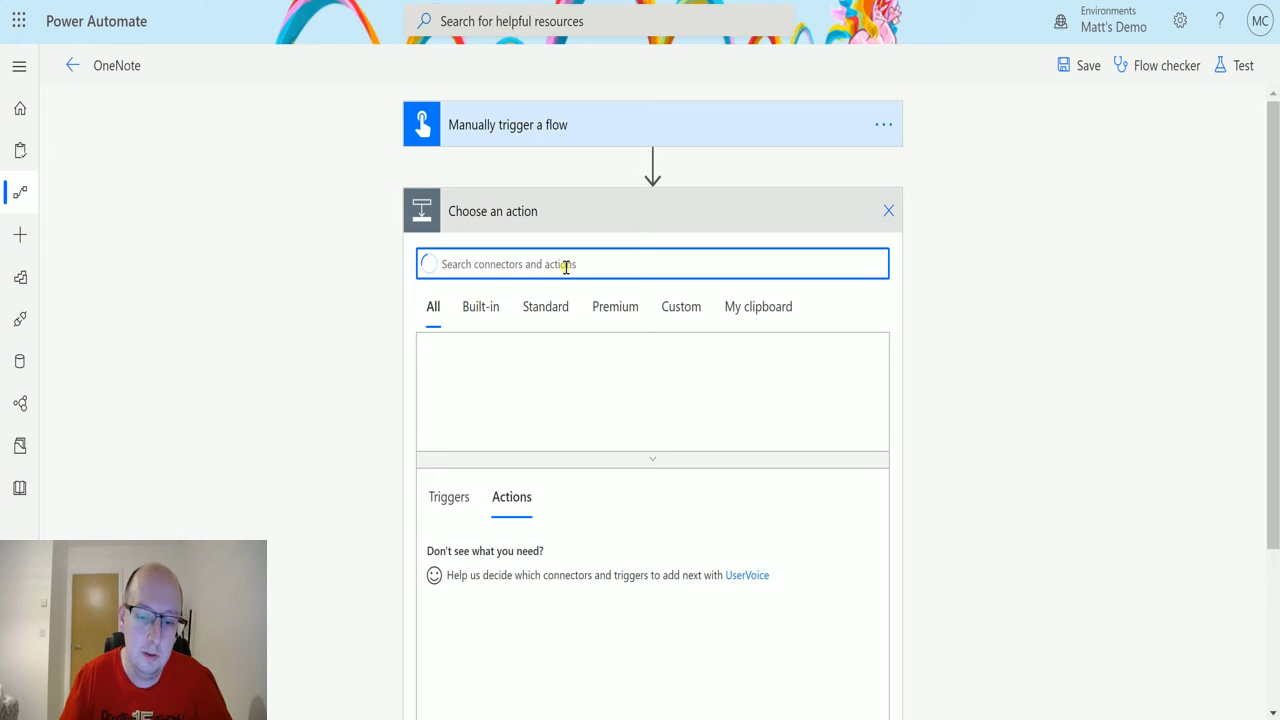 Power Automate
Search for helpful resources
Environments
Matt's Demo
MC
OneNote
Save
Flow checker
Test
Manually trigger a flow
Choose an action
Search connectors and actions
All
Built-in
Standard
Premium
Custom
My clipboard
Triggers
Actions
Don't see what you need?
Help us decide which connectors and triggers to add next with UserVoice